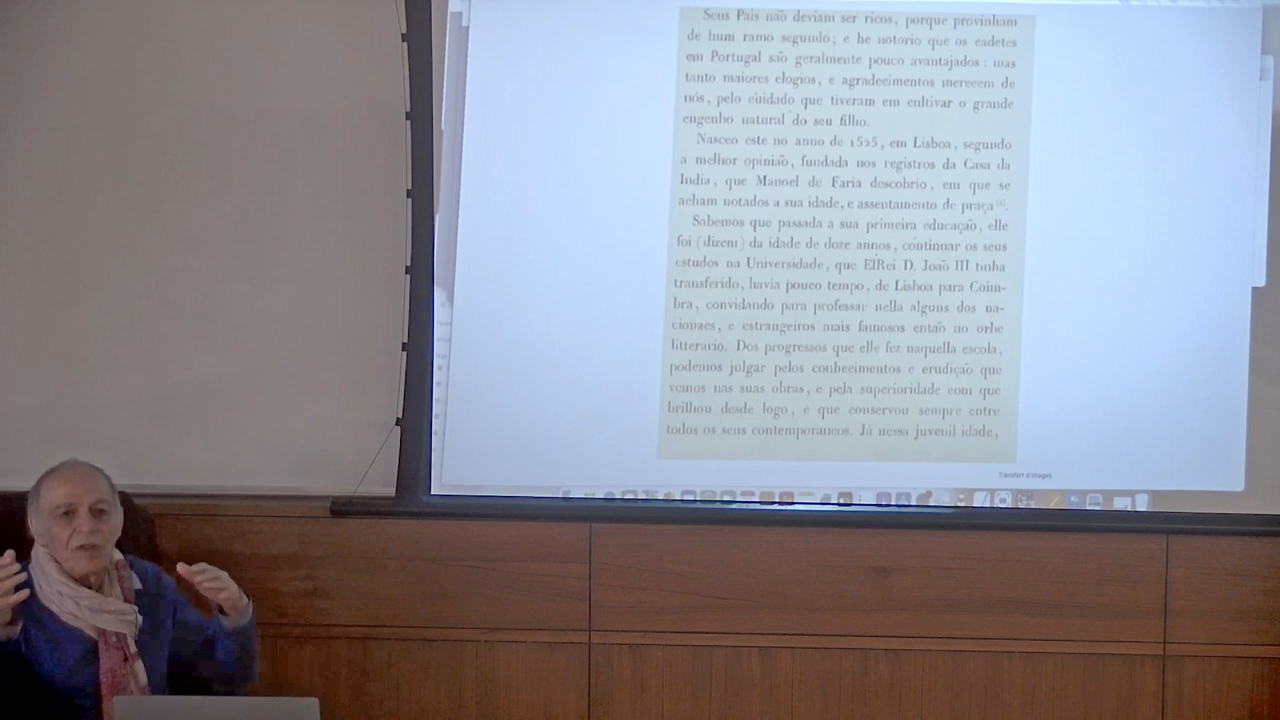 Seus Pais não deviam ser ricos, porque provinham
de hum ramo segundo; e he notorio que os cadetes
em Portugal são geralmente pouco avantajados: mas
tanto maiores elogios, e agradecimentos merecem de
nós, pelo cuidado que tiveram em cultivar o grande
engenho natural do seu filho.
Nasceo este no anno de 1525, em Lisboa, segundo
a melhor opinião, fundada nos registros da Casa da
India, que Manoel de Faria descobrio, em que se
acham notados a sua idade, e assentamento de praça
Sabemos que passada a sua primeira educação, elle
foi (dizem) da idade de doze annos, continuar os seus
estudos na Universidade, que ElRei D. João III tinha
transferido, havia pouco tempo, de Lisboa para Coim-
bra, convidando para professar nella alguns dos na-
cionaes, e estrangeiros mais famosos então no orbe
litterario. Dos progressos que elle fez naquella escola,
podemos julgar pelos conhecimentos e erudição que
vemos nas suas obras, e pela superioridade com que
brilhou desde logo, e que conservou sempre entre
todos os seus contemporaneos. Já nessa juvenil idade,
Transfert d'images